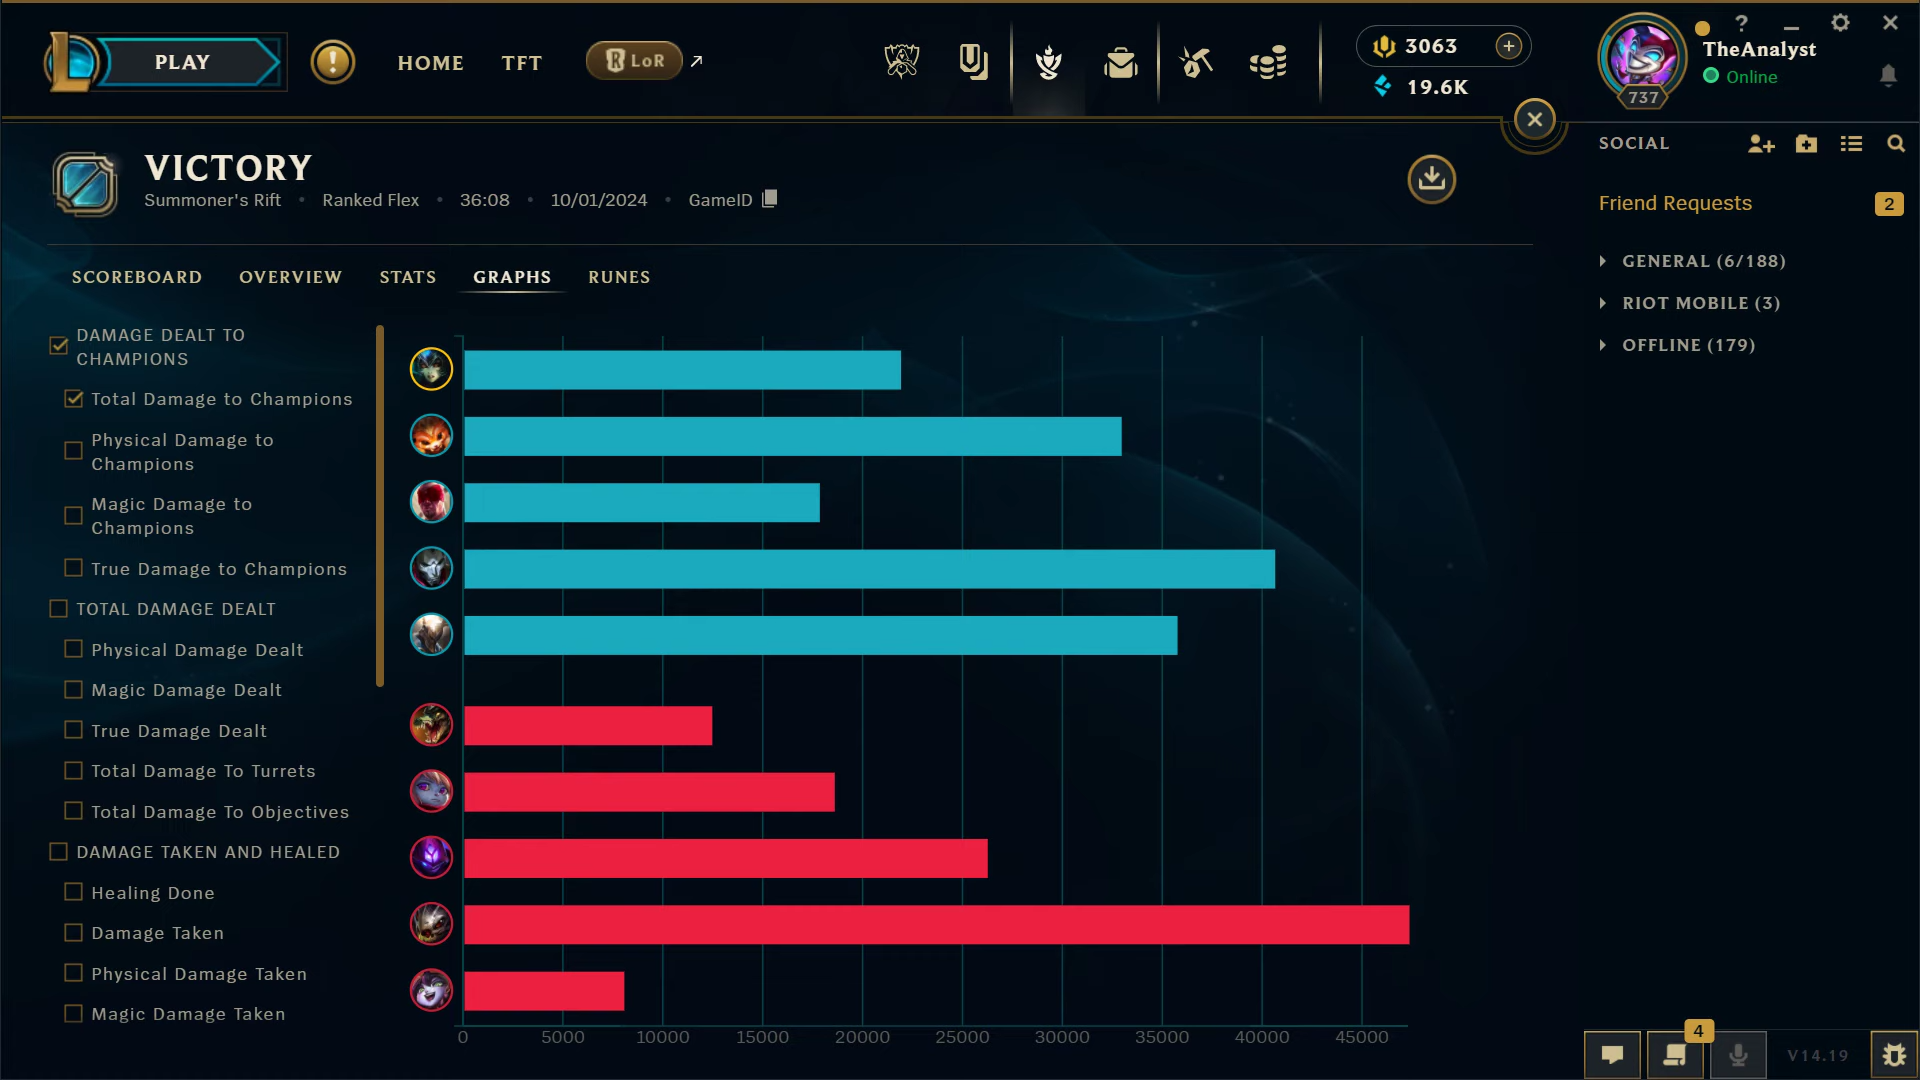 PLAY
HOME
TFT
LoR
3063
19.6K
?
TheAnalyst
Online
737
VICTORY
Summoner's Rift • Ranked Flex • 36:08 • 10/01/2024 • GameID
SCOREBOARD
OVERVIEW
STATS
GRAPHS
RUNES
DAMAGE DEALT TO
CHAMPIONS
Total Damage to Champions
Physical Damage to
Champions
Magic Damage to
Champions
True Damage to Champions
TOTAL DAMAGE DEALT
Physical Damage Dealt
Magic Damage Dealt
True Damage Dealt
Total Damage To Turrets
Total Damage To Objectives
DAMAGE TAKEN AND HEALED
Healing Done
Damage Taken
Physical Damage Taken
Magic Damage Taken
0 5000 10000 15000 20000 25000 30000 35000 40000 45000
SOCIAL
Friend Requests
2
GENERAL (6/188)
RIOT MOBILE (3)
OFFLINE (179)
4
V14.19